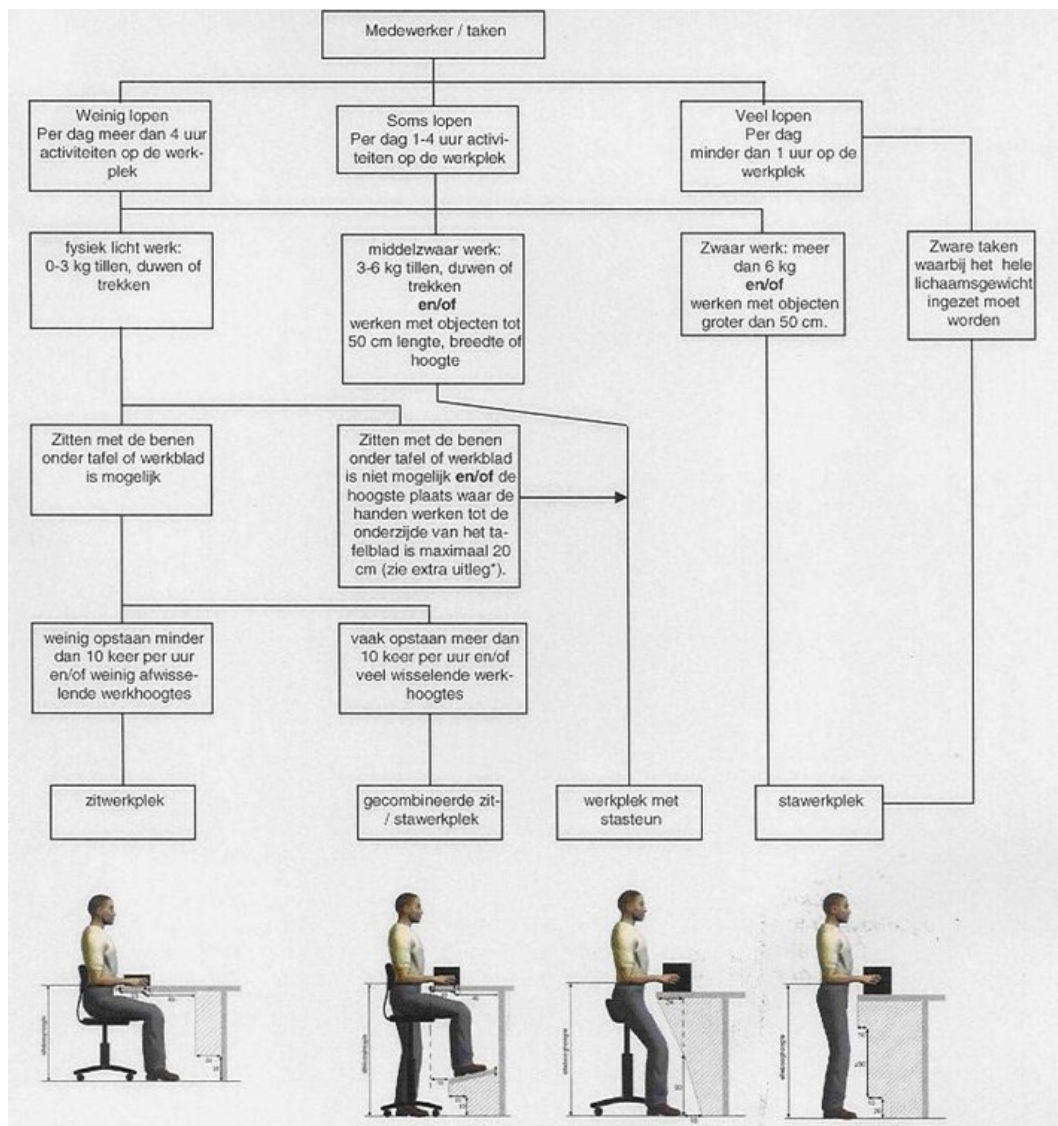 Medewerker / taken
Weinig lopen
Per dag meer dan 4 uur
activiteiten op de werk-
plek
Soms lopen
Per dag 1-4 uur activi-
teiten op de werkplek
Veel lopen
Per dag
minder dan 1 uur op de
werkplek
fysiek licht werk:
0-3 kg tillen, duwen of
trekken
middelzwaar werk:
3-6 kg tillen, duwen of
trekken
en/of
werken met objecten tot
50 cm lengte, breedte of
hoogte
Zwaar werk: meer
dan 6 kg
en/of
werken met objecten
groter dan 50 cm.
Zware taken
waarbij het hele
lichaamsgewicht
ingezet moet
worden
Zitten met de benen
onder tafel of werkblad
is mogelijk
Zitten met de benen
onder tafel of werkblad
is niet mogelijk en/of de
hoogste plaats waar de
handen werken tot de
onderzijde van het ta-
felblad is maximaal 20
cm (zie extra uitleg*).
weinig opstaan minder
dan 10 keer per uur
en/of weinig afwisse-
lende werkhoogtes
vaak opstaan meer dan
10 keer per uur en/of
veel wisselende werk-
hoogtes
zitwerkplek
gecombineerde zit-
/ stawerkplek
werkplek met
stasteun
stawerkplek